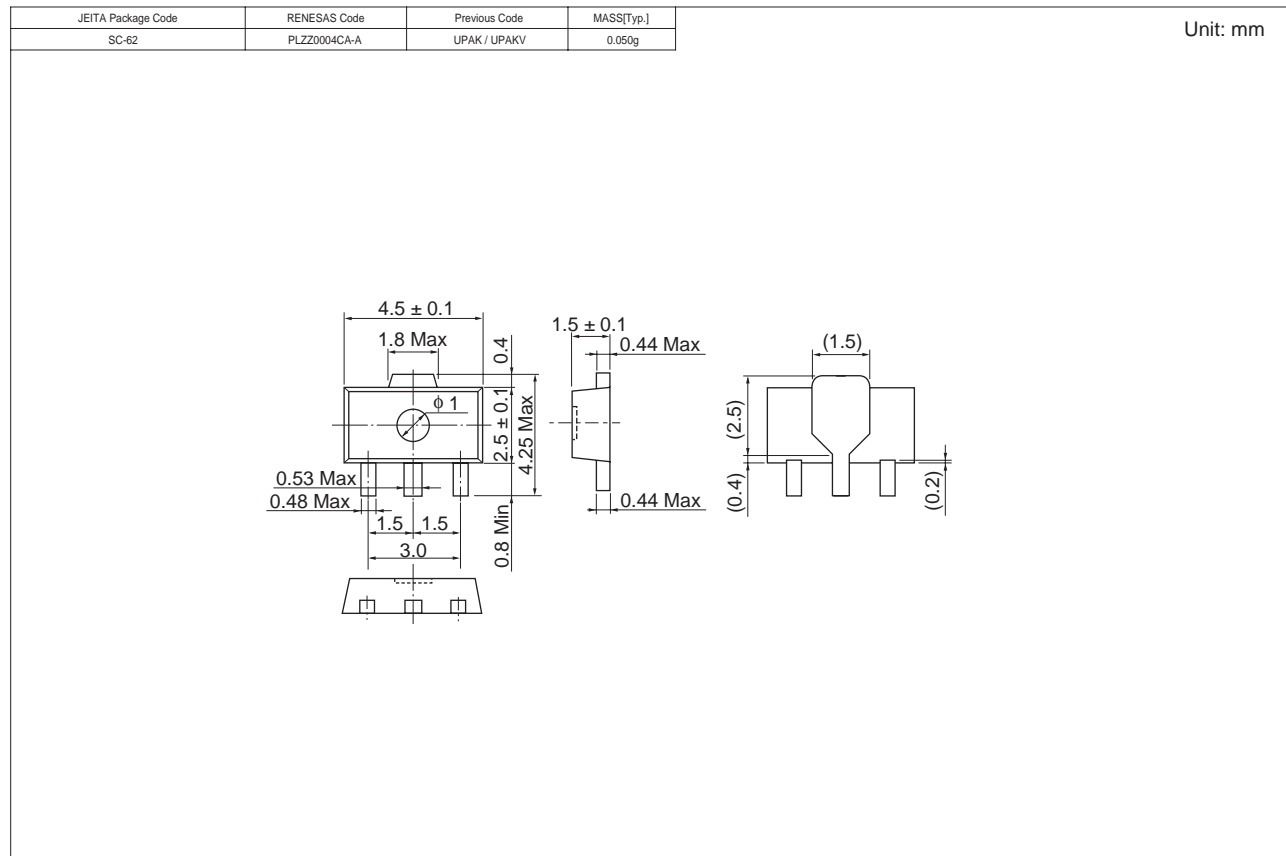 JEITA Package Code RENESAS Code Previous Code MASS[Typ.]
SC-62 PLZZ0004CA-A UPAK / UPAKV 0.050g
Unit: mm
4.5 ± 0.1
1.8 Max
0.4
ϕ 1
2.5 ± 0.1
4.25 Max
0.53 Max
0.48 Max
1.5 1.5
3.0
0.8 Min
1.5 ± 0.1
0.44 Max
0.44 Max
(1.5)
(2.5)
(0.4)
(0.2)